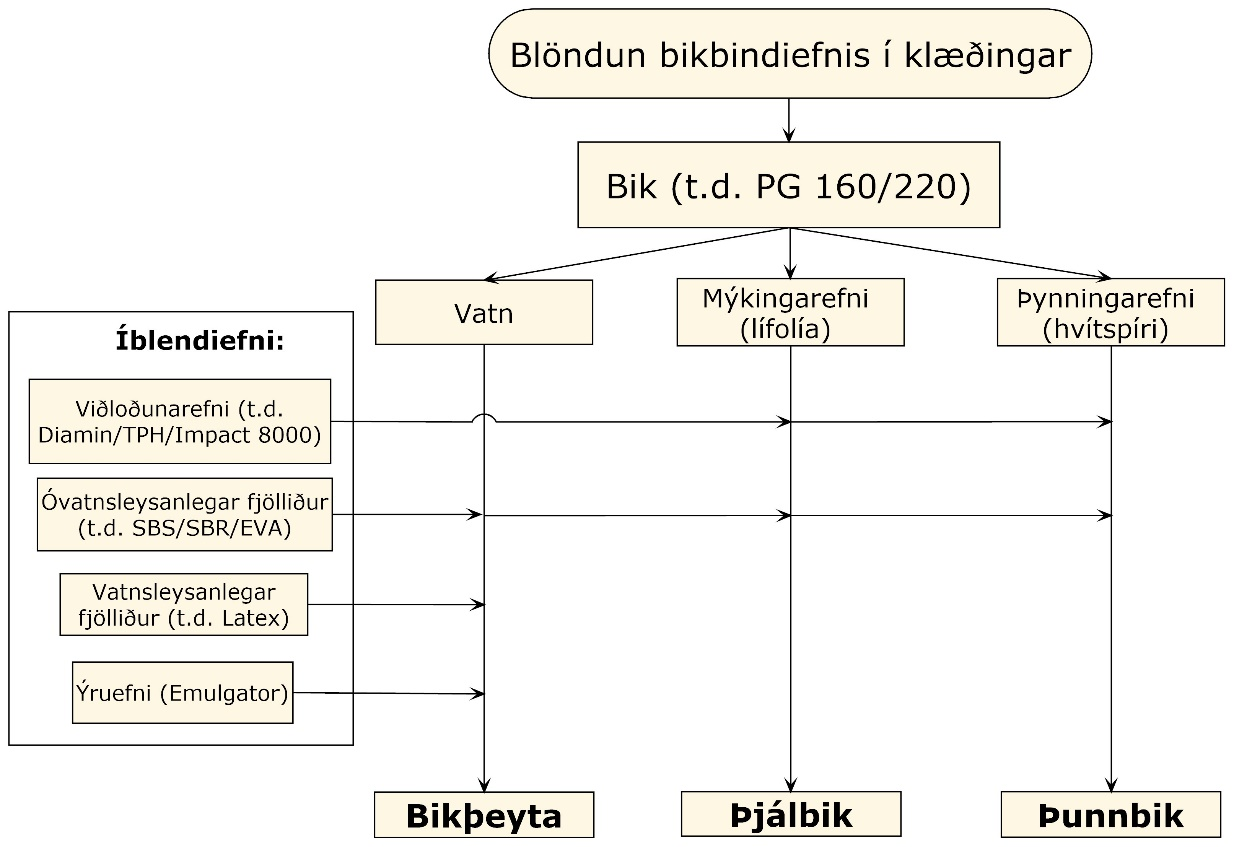 Blöndun bikbindiefnis í klæðingar
Bik (t.d. PG 160/220)
Vatn
Mýkingarefni
(lífolía)
Þynningarefni
(hvítspíri)
Íblendiefni:
Viðloðunarefni (t.d.
Diamin/TPH/Impact 8000)
Óvatnsleysanlegar fjölliður
(t.d. SBS/SBR/EVA)
Vatnsleysanlegar
fjölliður (t.d. Latex)
Ýruefni (Emulgator)
Bikþeyta
Þjálbik
Þunnbik